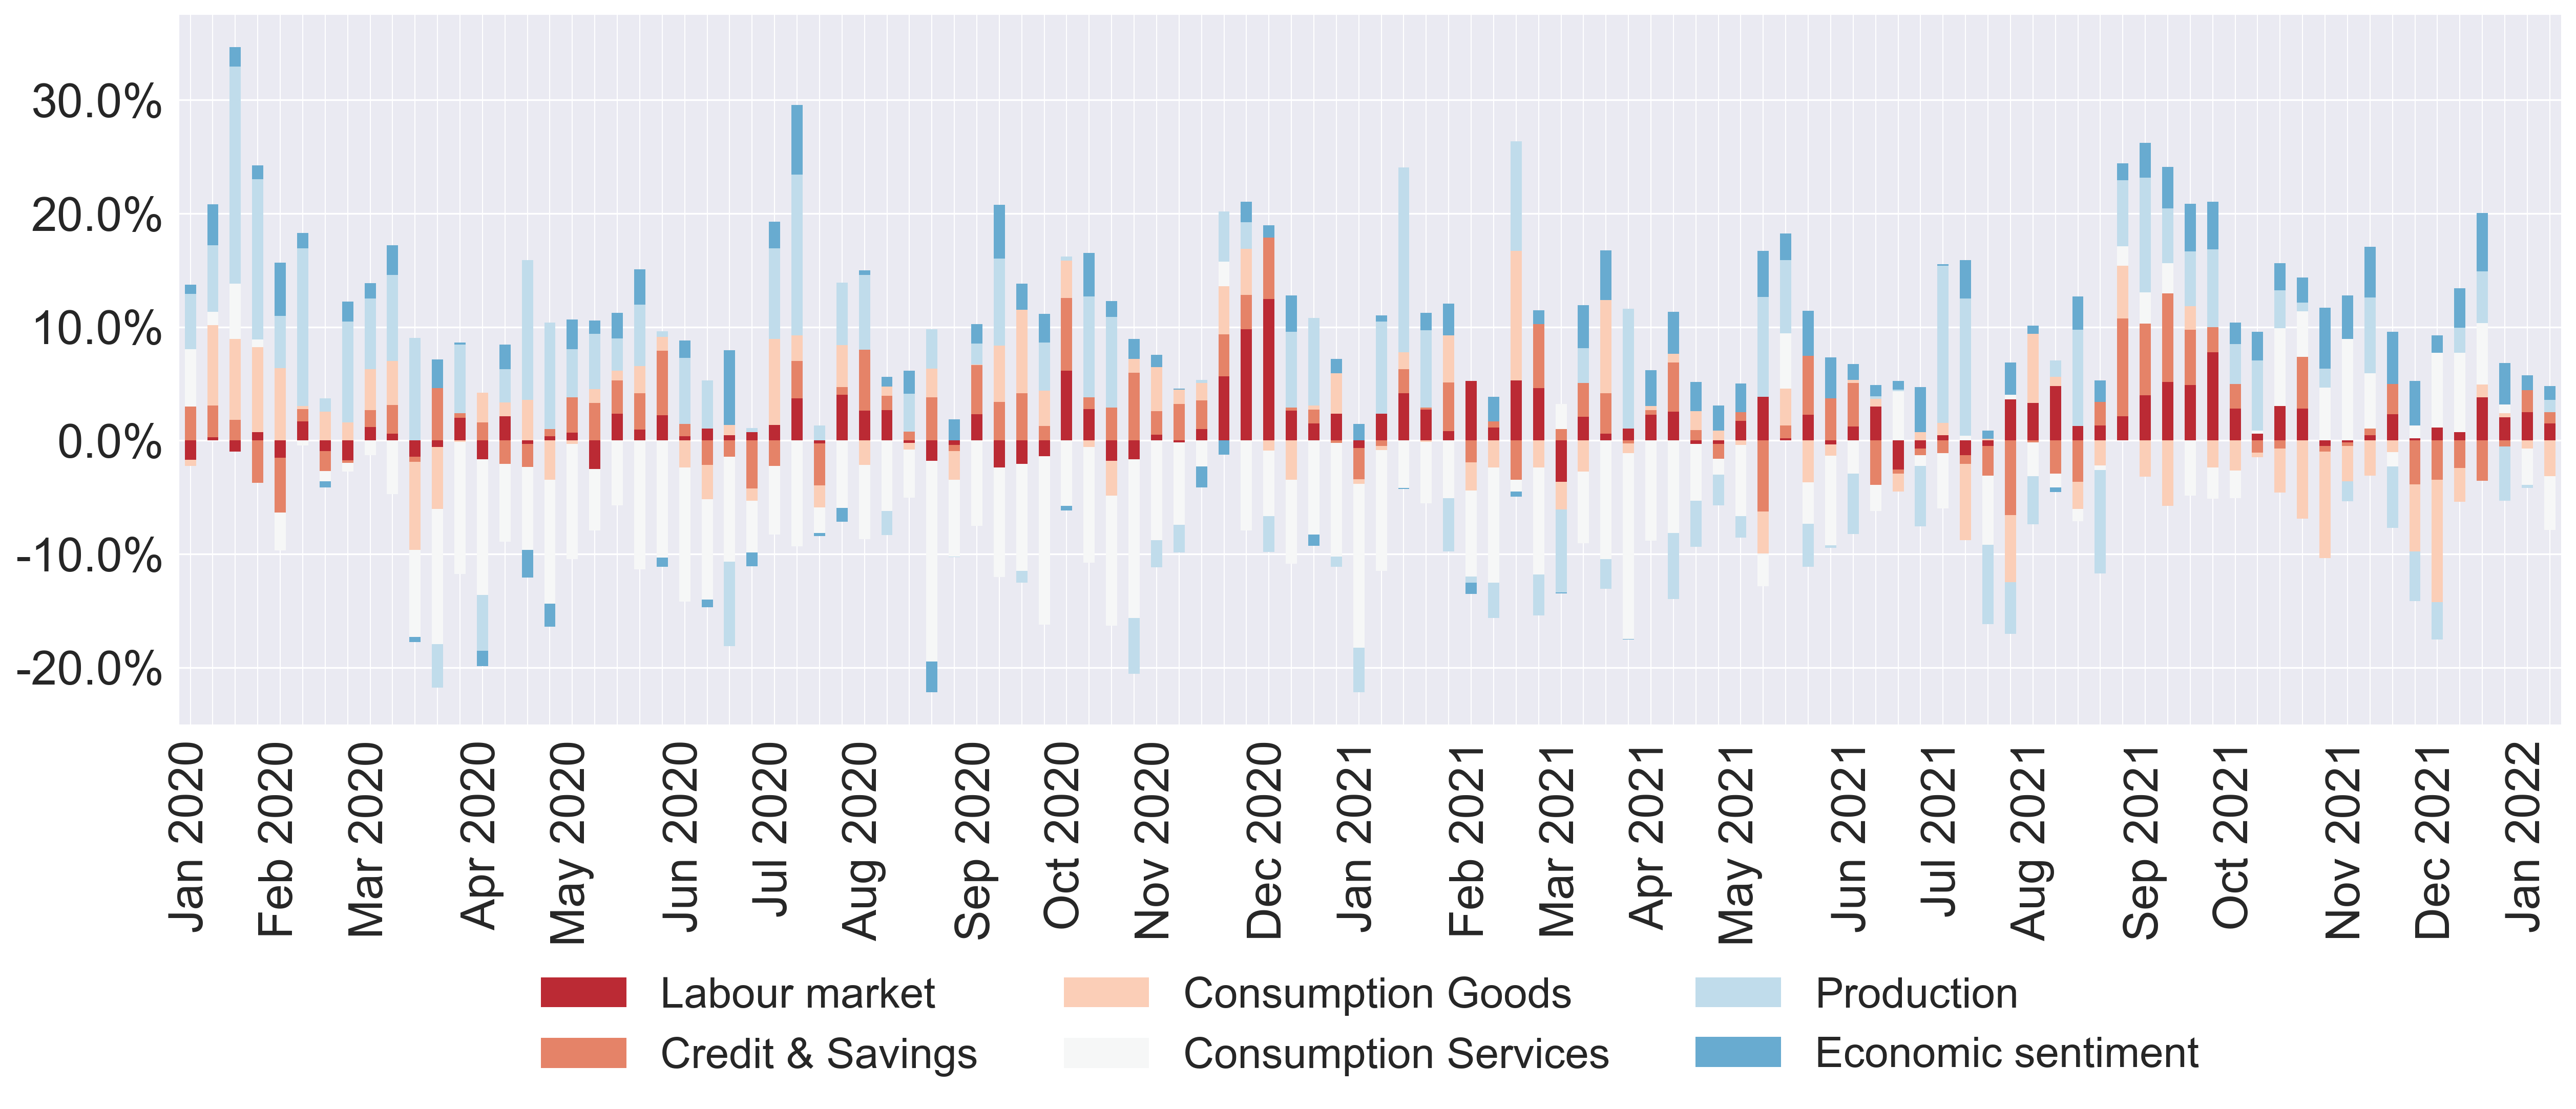 30.0%
20.0%
10.0%
0.0%
-10.0%
-20.0%
Jan 2020
Feb 2020
Mar 2020
Apr 2020
May 2020
Jun 2020
Jul 2020
Aug 2020
Sep 2020
Oct 2020
Nov 2020
Dec 2020
Jan 2021
Feb 2021
Mar 2021
Apr 2021
May 2021
Jun 2021
Jul 2021
Aug 2021
Sep 2021
Oct 2021
Nov 2021
Dec 2021
Jan 2022
Labour market
Credit & Savings
Consumption Goods
Consumption Services
Production
Economic sentiment